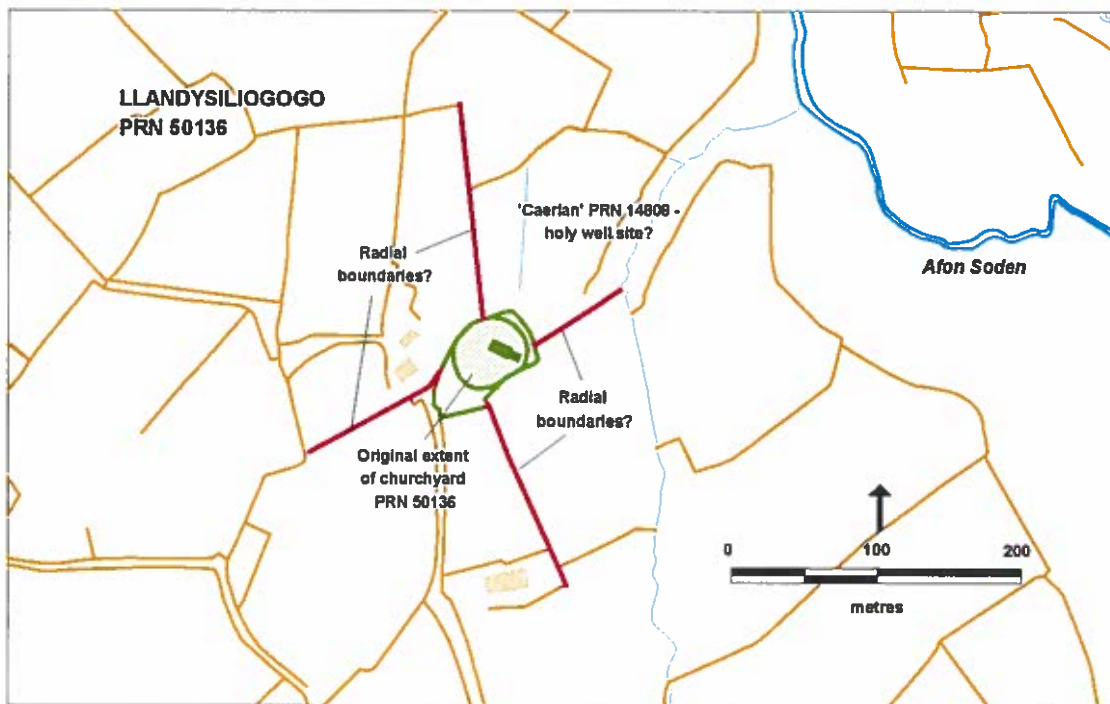 LLANDYSILIOGOGO
PRN 50136
'Caerlan' PRN 14808 -
holy well site?
Radial
boundaries?
Afon Soden
Radial
boundaries?
Original extent
of churchyard
PRN 50136
0
100
200
metres